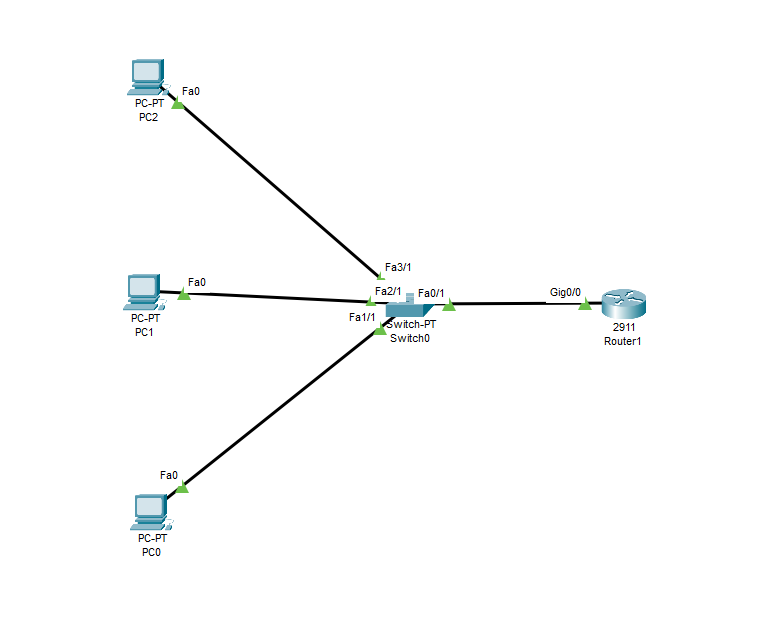 Fa0
PC-PT
PC2
Fa3/1
Fa0
Fa2/1
Fa0/1
Gig0/0
PC-PT
PC1
Fa1/1
Switch-PT
Switch0
2911
Router1
Fa0
PC-PT
PC0